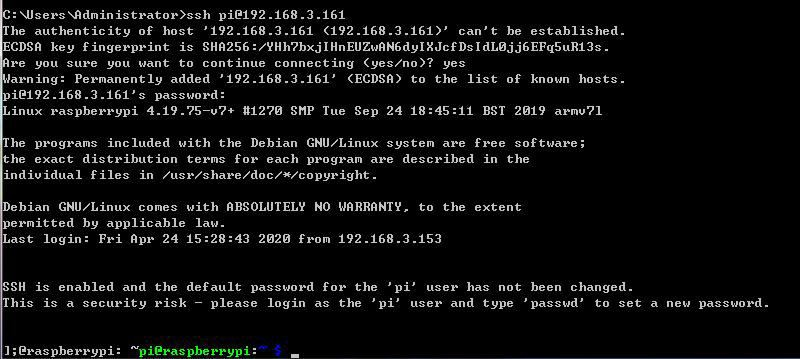 C:\Users\Administrator>ssh pi@192.168.3.161
The authenticity of host '192.168.3.161 (192.168.3.161)' can't be established.
ECDSA key fingerprint is SHA256:/YHh7bxjIHnEUZwAN6dyIXJcfDsIdL0jj6EFq5uR13s.
Are you sure you want to continue connecting (yes/no)? yes
Warning: Permanently added '192.168.3.161' (ECDSA) to the list of known hosts.
pi@192.168.3.161's password:
Linux raspberrypi 4.19.75-v7+ #1270 SMP Tue Sep 24 18:45:11 BST 2019 armv7l
The programs included with the Debian GNU/Linux system are free software;
the exact distribution terms for each program are described in the
individual files in /usr/share/doc/*/copyright.
Debian GNU/Linux comes with ABSOLUTELY NO WARRANTY, to the extent
permitted by applicable law.
Last login: Fri Apr 24 15:28:43 2020 from 192.168.3.153
SSH is enabled and the default password for the 'pi' user has not been changed.
This is a security risk - please login as the 'pi' user and type 'passwd' to set a new password.
];@raspberrypi: ~pi@raspberrypi:~ $